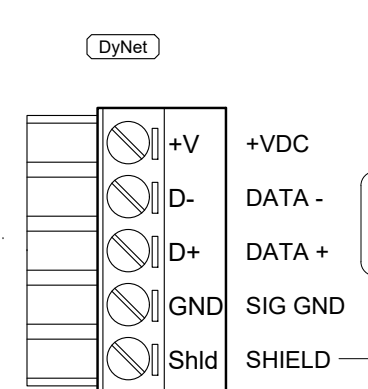 DyNet
+V +VDC
D- DATA -
D+ DATA +
GND SIG GND
Shld SHIELD